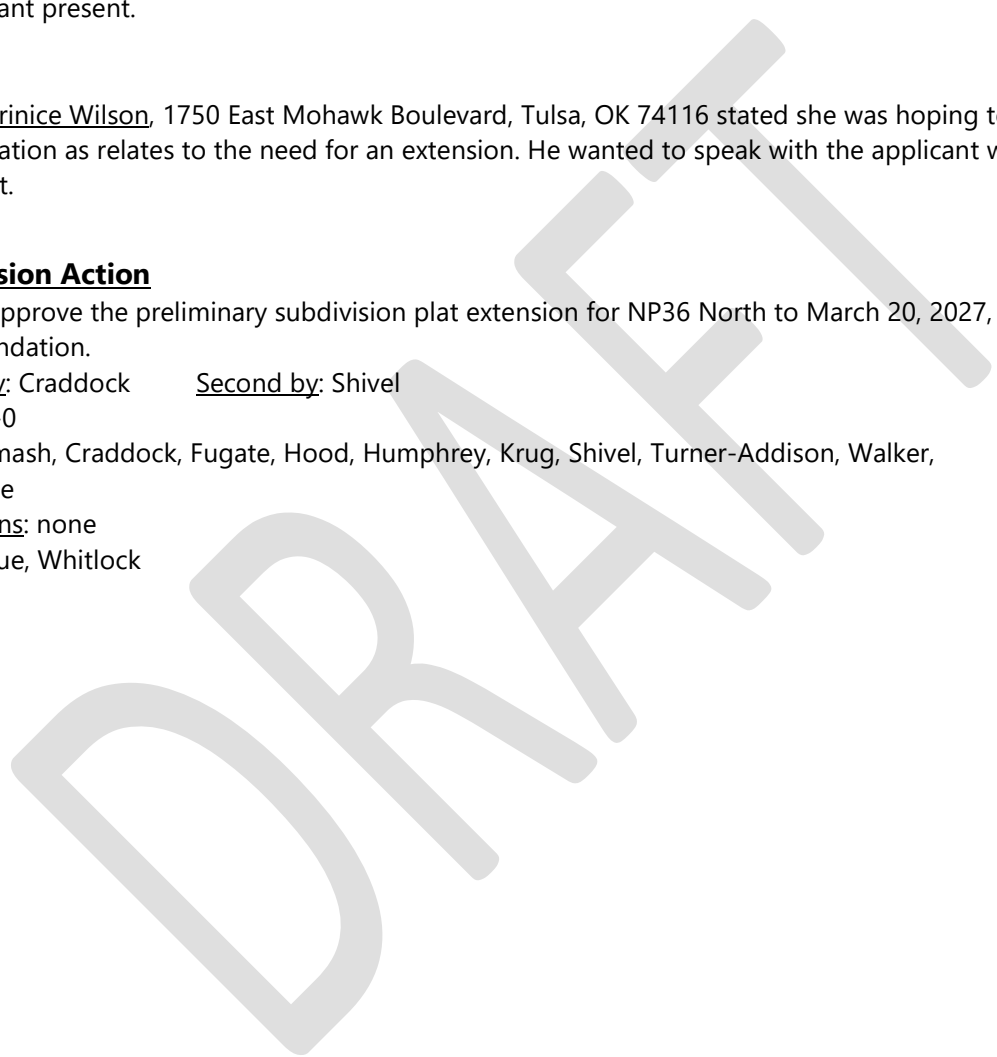 ant present.
rinice Wilson, 1750 East Mohawk Boulevard, Tulsa, OK 74116 stated she was hoping t
ation as relates to the need for an extension. He wanted to speak with the applicant w
t.
sion Action
pprove the preliminary subdivision plat extension for NP36 North to March 20, 2027,
ndation.
y: Craddock Second by: Shivel
-0
mash, Craddock, Fugate, Hood, Humphrey, Krug, Shivel, Turner-Addison, Walker,
e
ns: none
ue, Whitlock
DRAFT